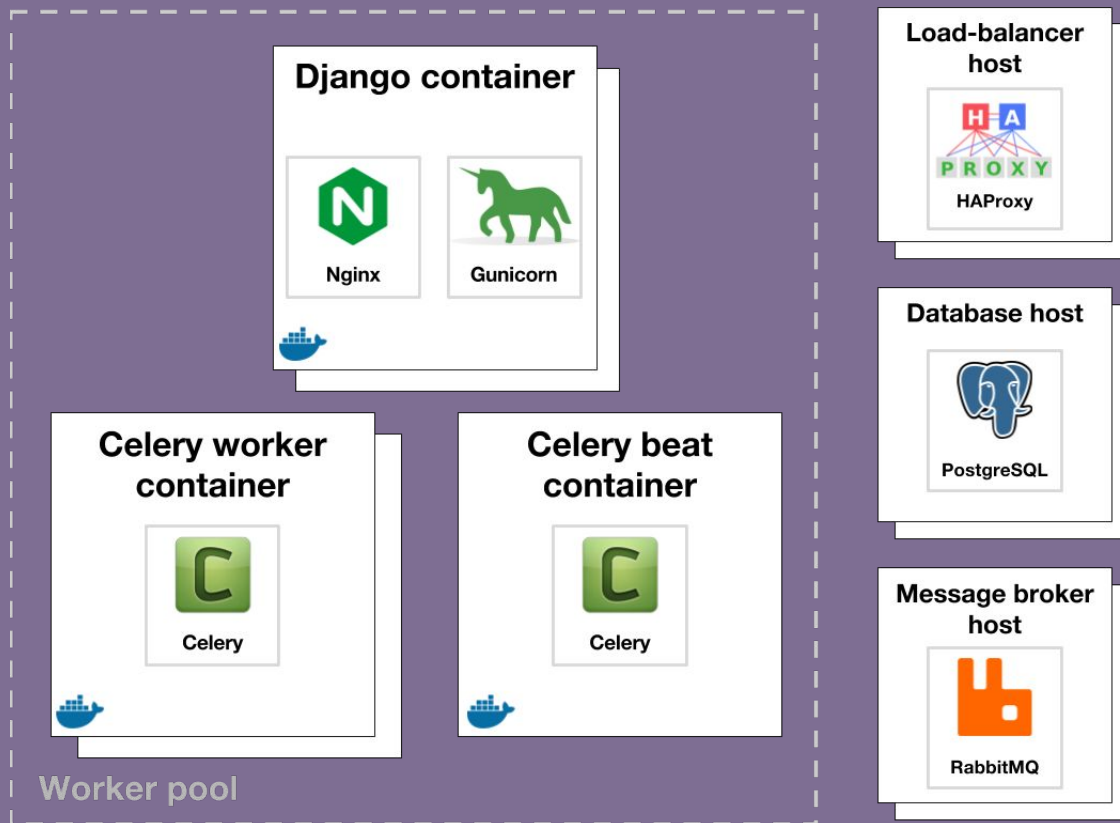 Django container
N
Nginx
Gunicorn
Celery worker
container
C
Celery
Celery beat
container
C
Celery
Worker pool
Load-balancer
host
H A
PROXY
HAProxy
Database host
PostgreSQL
Message broker
host
RabbitMQ